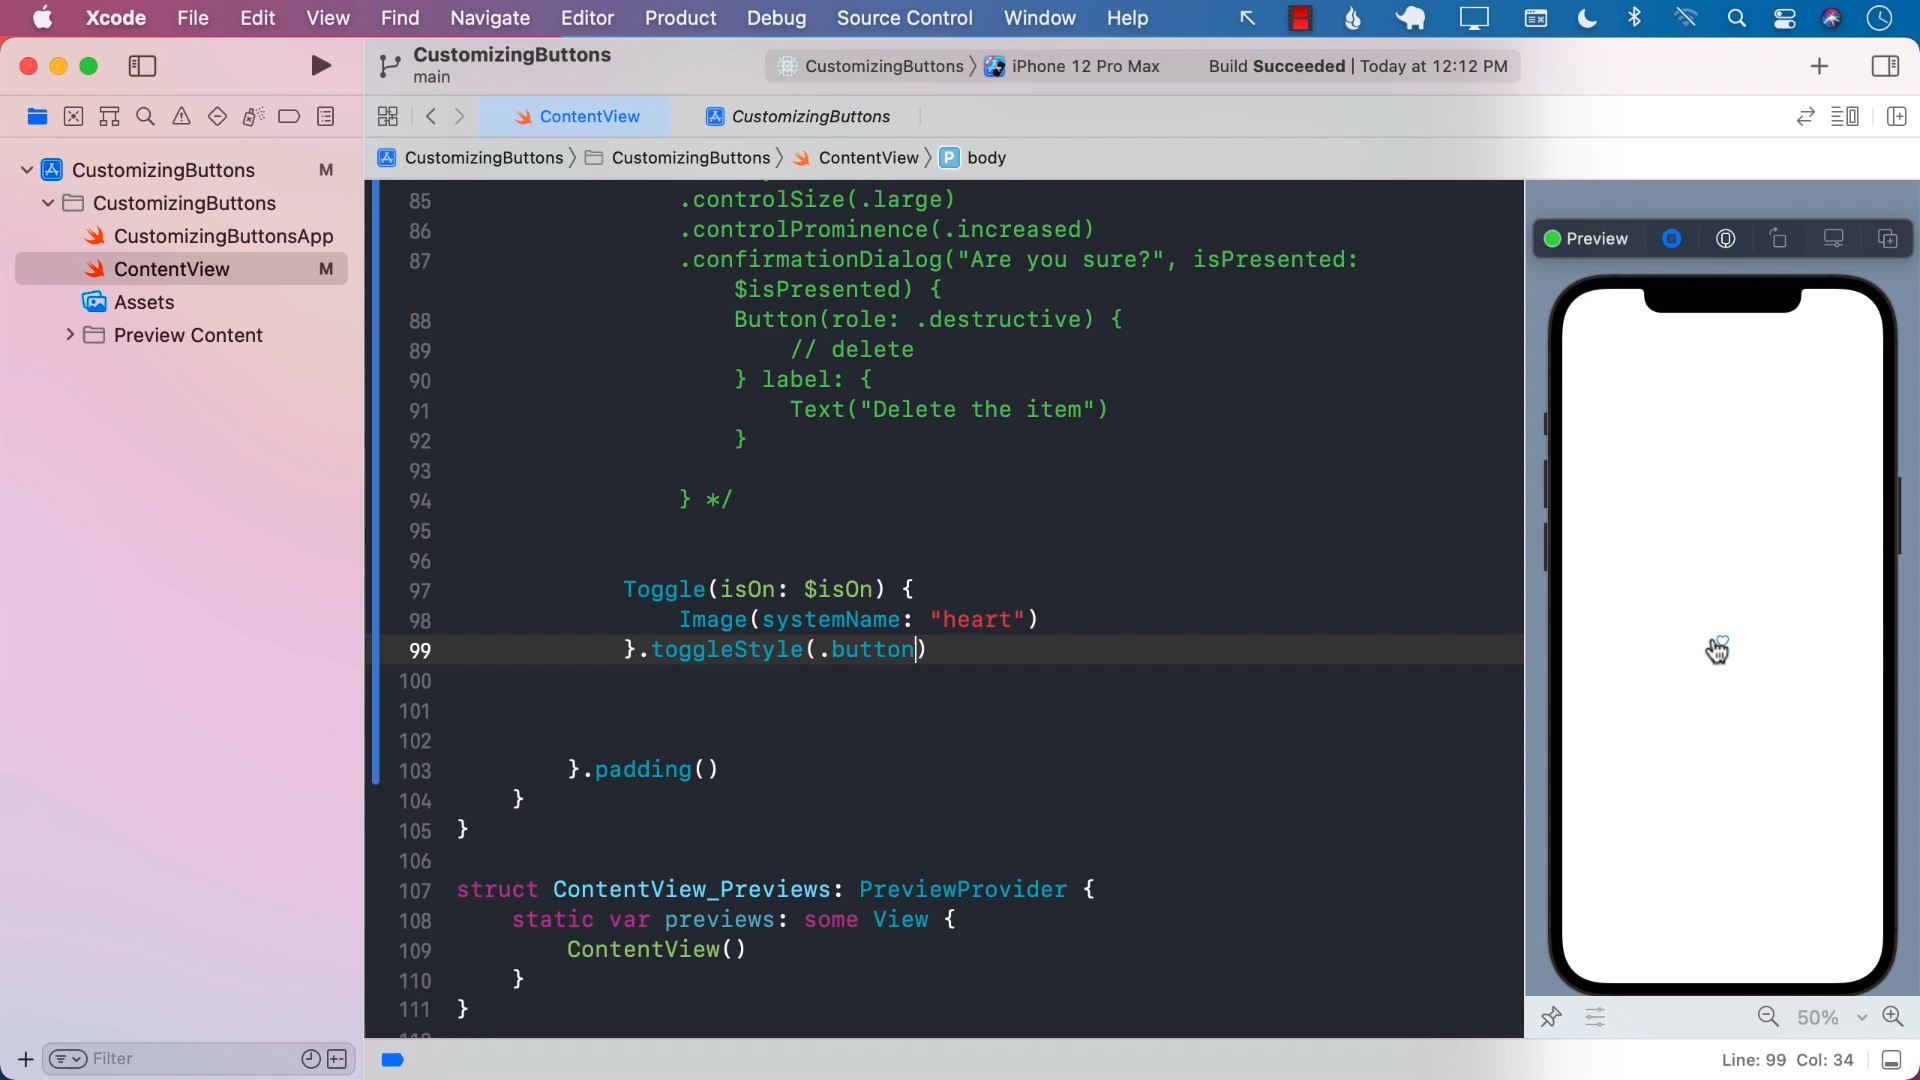 Xcode File Edit View Find Navigate Editor Product Debug Source Control Window Help
CustomizingButtons
main
CustomizingButtons iPhone 12 Pro Max Build Succeeded | Today at 12:12 PM
ContentView CustomizingButtons
CustomizingButtons CustomizingButtons ContentView P body
CustomizingButtons M
CustomizingButtons
CustomizingButtonsApp
ContentView M
Assets
Preview Content
85 .controlSize(.large)
86 .controlProminence(.increased)
87 .confirmationDialog("Are you sure?", isPresented:
$isPresented) {
88 Button(role: .destructive) {
89 // delete
90 } label: {
91 Text("Delete the item")
92 }
93
94 } */
95
96
97 Toggle(isOn: $isOn) {
98 Image(systemName: "heart")
99 }.toggleStyle(.button)
100
101
102
103 }.padding()
104 }
105 }
106
107 struct ContentView_Previews: PreviewProvider {
108 static var previews: some View {
109 ContentView()
110 }
111 }
Preview
50%
Filter
Line: 99 Col: 34